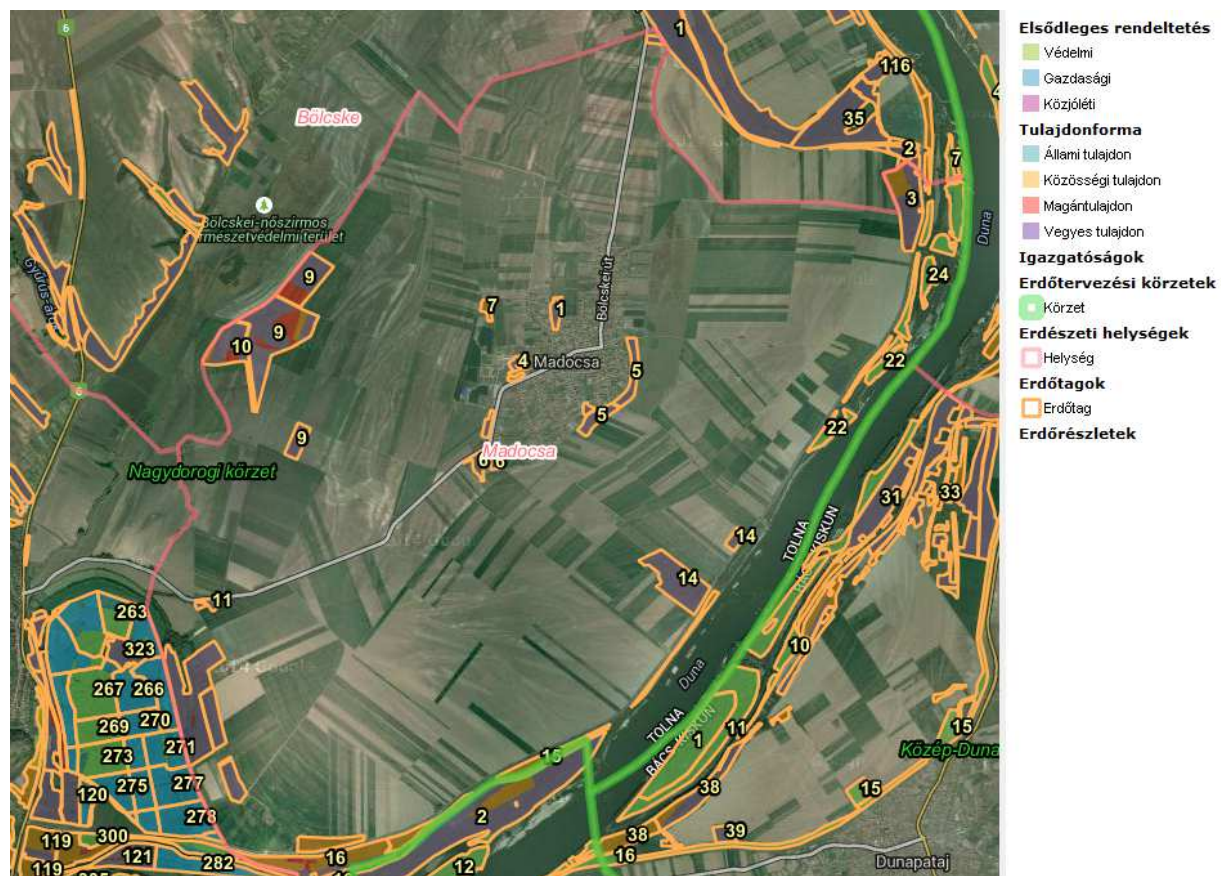 6
1
116
4
35
2
7
3
Bölcske
Bölcskei-nőszirmos
Duna
24
9
7
1
Bölcskei út
9
10
4
Madocsa
5
22
6
5
22
9
Madocsa
6
Nagydorogi körzet
31
33
14
TOLNA
14
11
263
323
10
267
266
Duna
269
270
TOLNA
BÁCS-KISKUN
11
15
271
1
15
273
Közép-Duna
275
277
120
2
38
15
278
119
300
38
39
121
282
16
16
12
119
Dunapataj
Elsődleges rendeltetés
Védelmi
Gazdasági
Közjóléti
Tulajdonforma
Állami tulajdon
Közösségi tulajdon
Magántulajdon
Vegyes tulajdon
Igazgatóságok
Erdőtervezési körzetek
Körzet
Erdészeti helységek
Helység
Erdőtagok
Erdőtag
Erdőrészletek